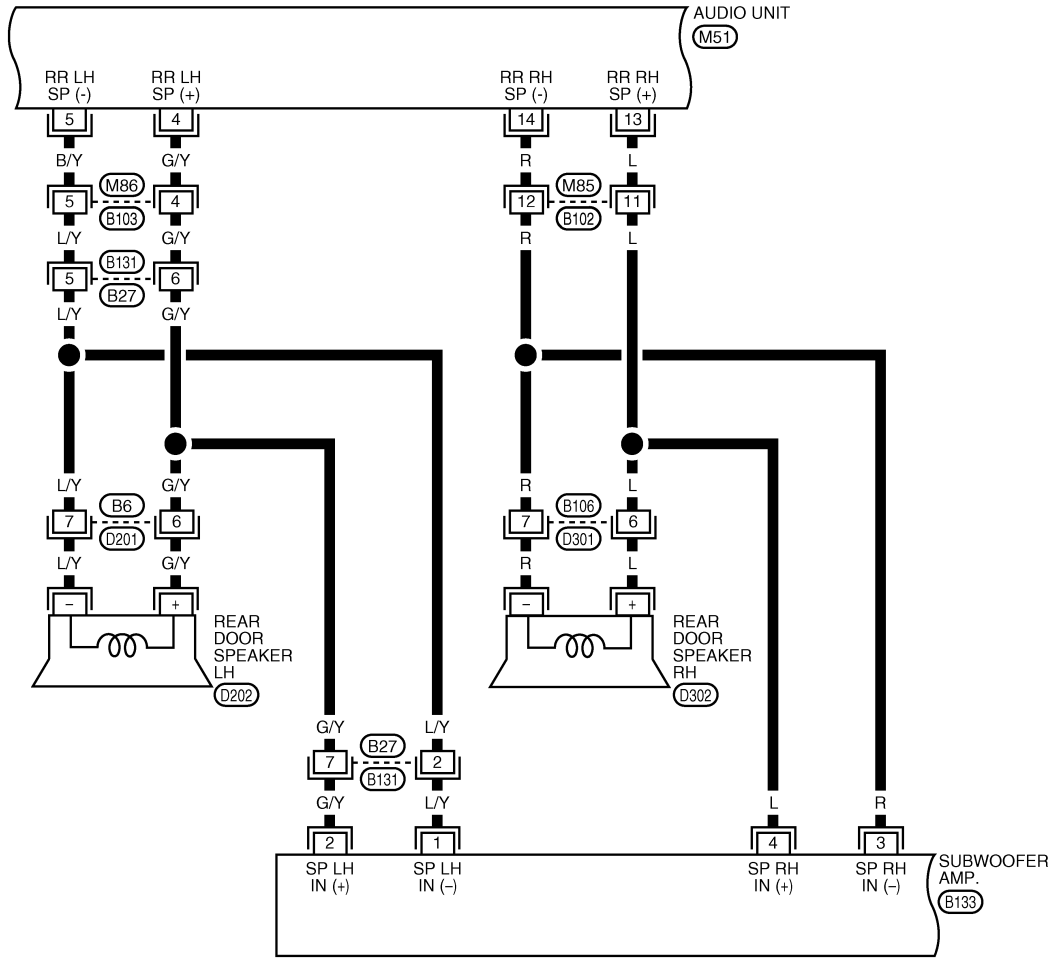 AUDIO UNIT
M51
RR LH
SP (-)
RR LH
SP (+)
RR RH
SP (-)
RR RH
SP (+)
5
4
14
13
B/Y
G/Y
R
L
M86
M85
5
4
12
11
B103
B102
L/Y
G/Y
R
L
B131
5
6
B27
L/Y
G/Y
L/Y
G/Y
R
L
B6
B106
7
6
7
6
D201
D301
L/Y
G/Y
R
L
–
+
–
+
REAR
DOOR
SPEAKER
LH
D202
REAR
DOOR
SPEAKER
RH
D302
G/Y
L/Y
B27
7
2
B131
G/Y
L/Y
L
R
2
1
4
3
SP LH
IN (+)
SP LH
IN (–)
SP RH
IN (+)
SP RH
IN (–)
SUBWOOFER
AMP.
B133